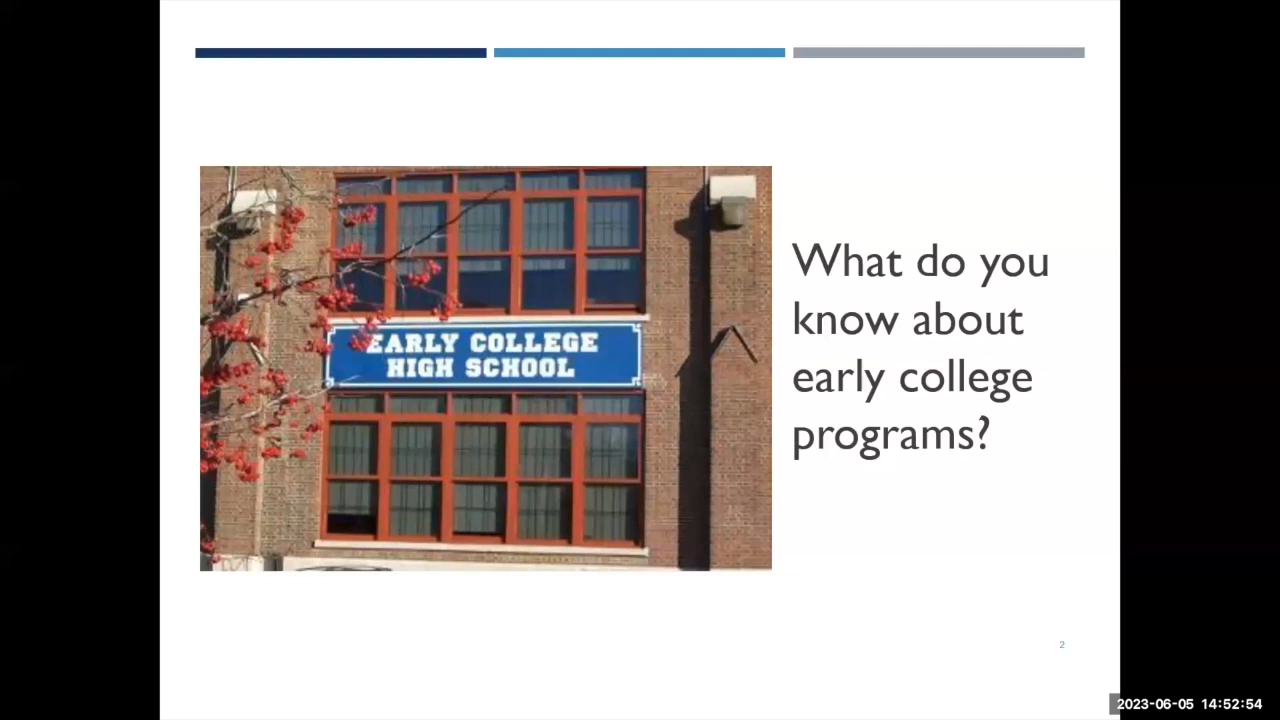 EARLY COLLEGE
HIGH SCHOOL
What do you
know about
early college
programs?
2
2023-06-05 14:52:54